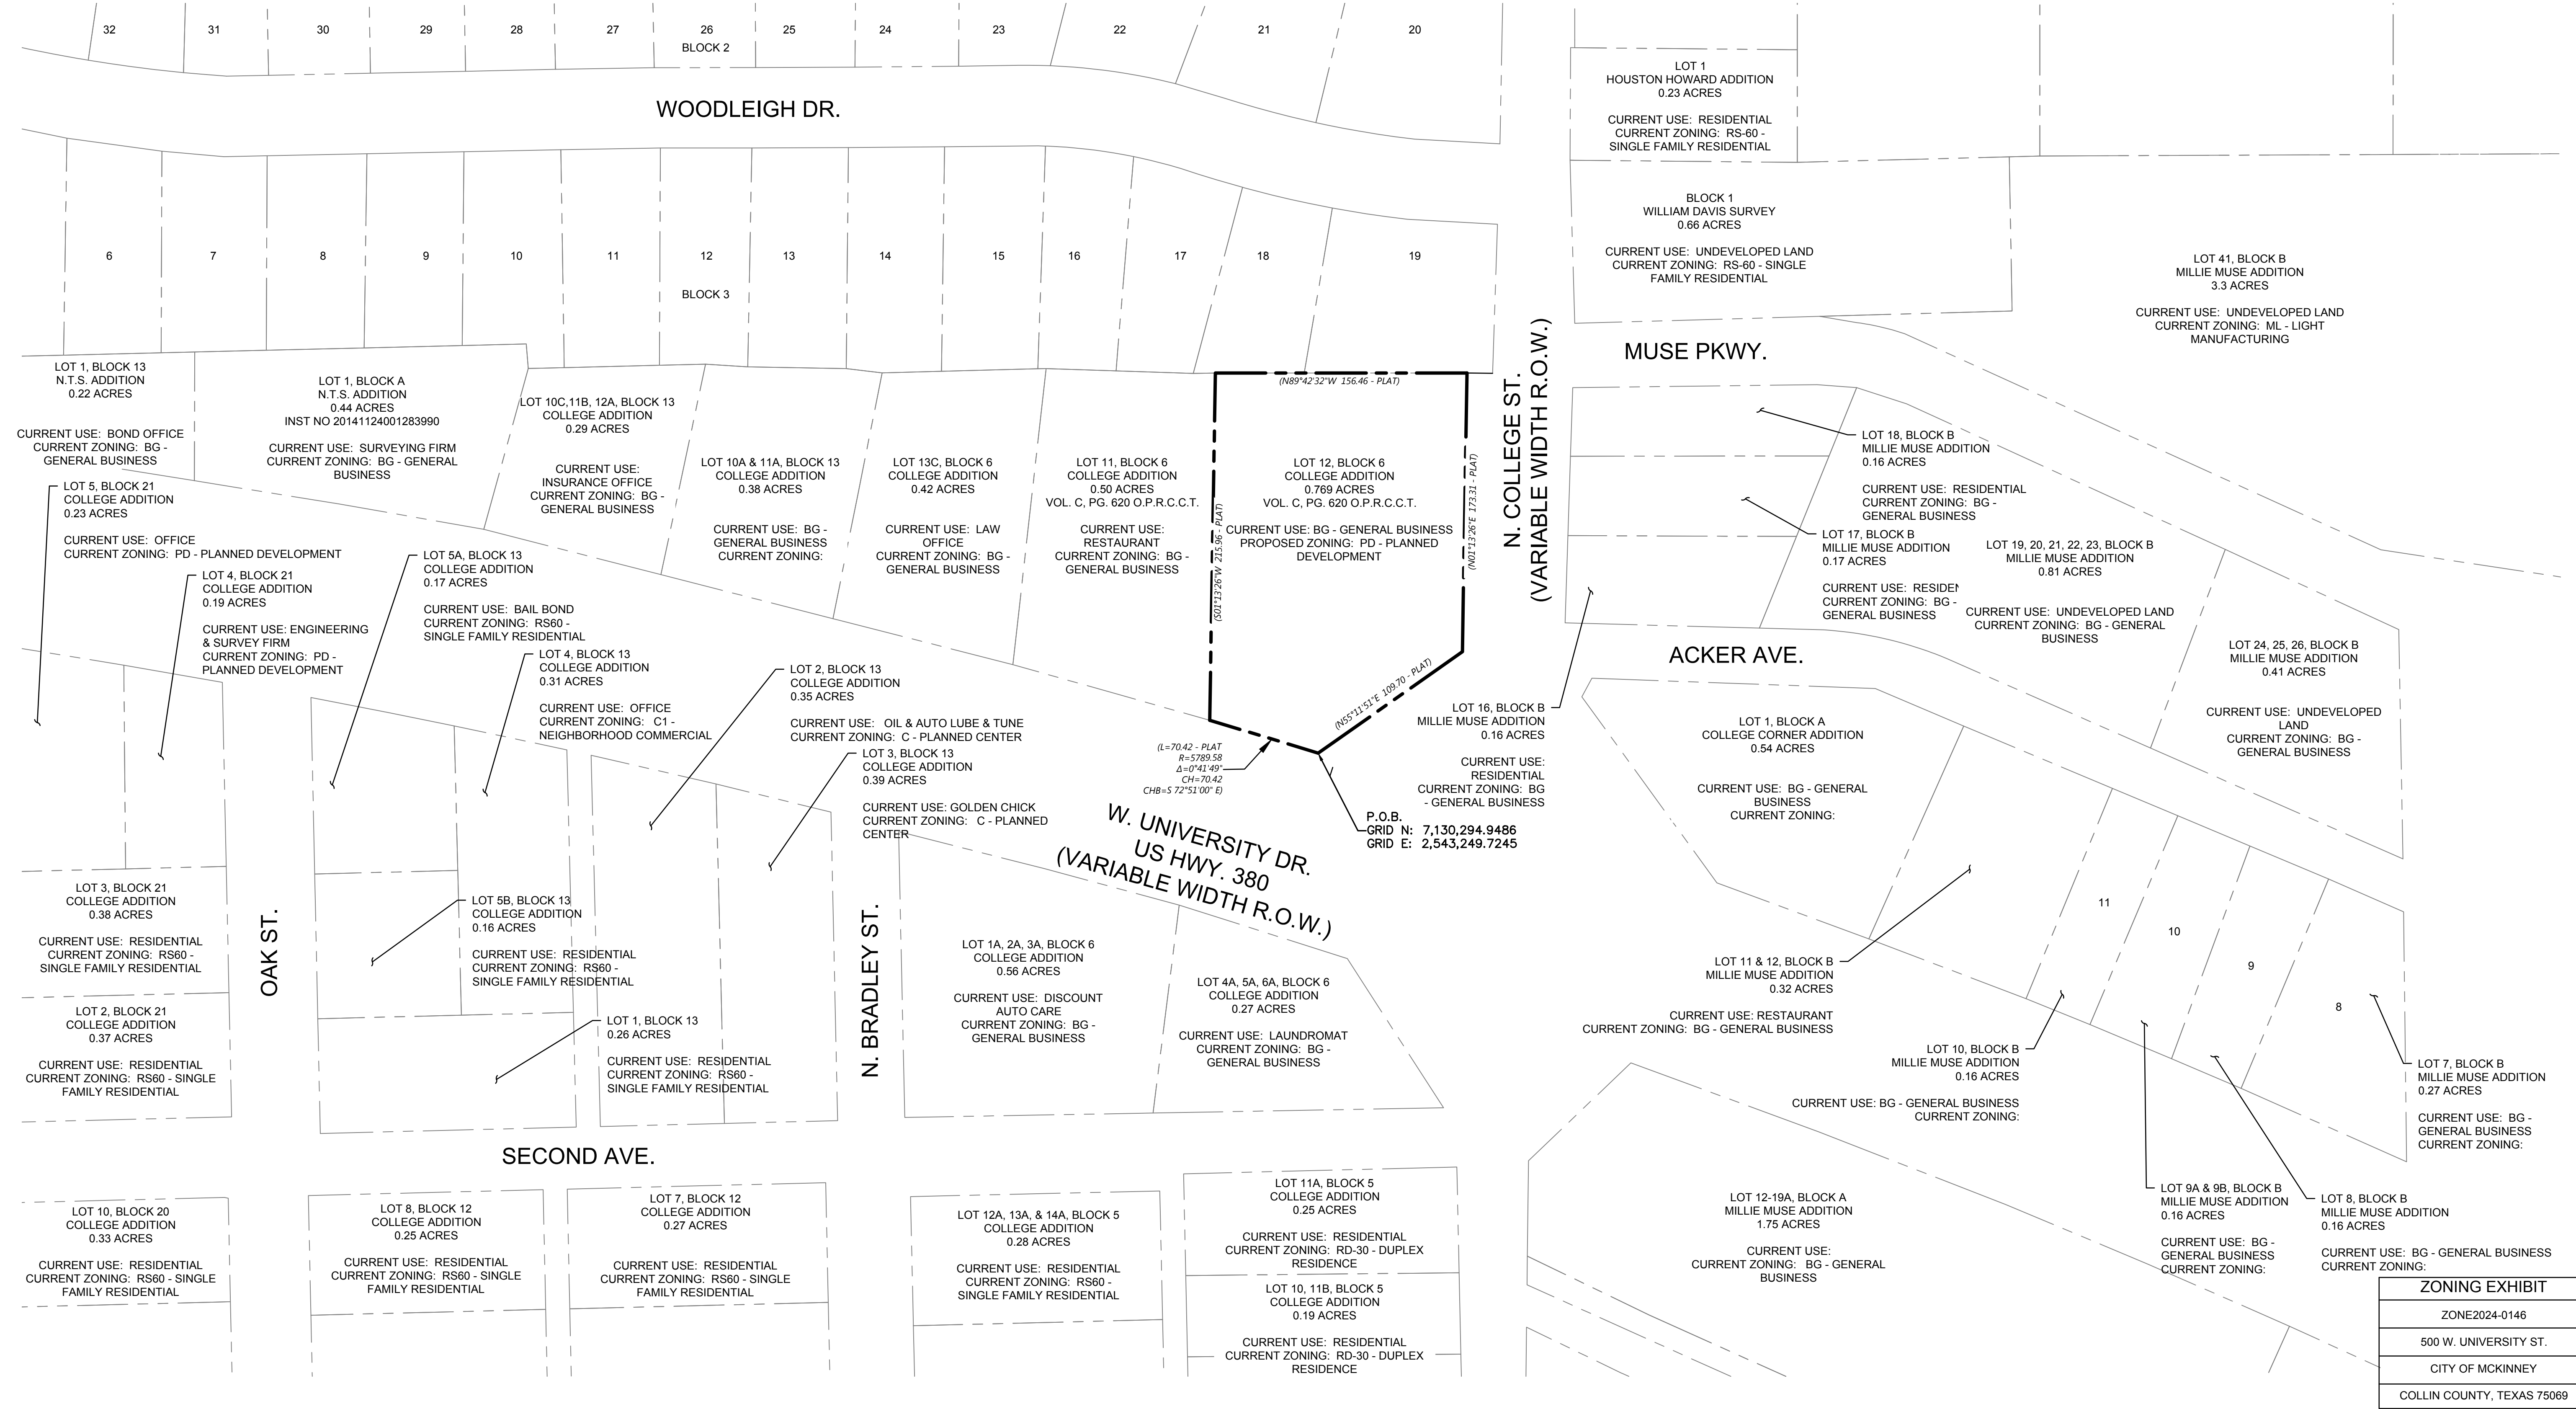 32
31
30
29
28
27
26
25
24
23
22
21
20
BLOCK 2
WOODLEIGH DR.
6
7
8
9
10
11
12
13
14
15
16
17
18
19
BLOCK 3
LOT 1
HOUSTON HOWARD ADDITION
0.23 ACRES
CURRENT USE: RESIDENTIAL
CURRENT ZONING: RS-60 -
SINGLE FAMILY RESIDENTIAL
BLOCK 1
WILLIAM DAVIS SURVEY
0.66 ACRES
CURRENT USE: UNDEVELOPED LAND
CURRENT ZONING: RS-60 - SINGLE
FAMILY RESIDENTIAL
LOT 41, BLOCK B
MILLIE MUSE ADDITION
3.3 ACRES
CURRENT USE: UNDEVELOPED LAND
CURRENT ZONING: ML - LIGHT
MANUFACTURING
MUSE PKWY.
N. COLLEGE ST.
(VARIABLE WIDTH R.O.W.)
LOT 1, BLOCK 13
N.T.S. ADDITION
0.22 ACRES
CURRENT USE: BOND OFFICE
CURRENT ZONING: BG -
GENERAL BUSINESS
LOT 1, BLOCK A
N.T.S. ADDITION
0.44 ACRES
INST NO 20141124001283990
CURRENT USE: SURVEYING FIRM
CURRENT ZONING: BG - GENERAL
BUSINESS
LOT 10C,11B, 12A, BLOCK 13
COLLEGE ADDITION
0.29 ACRES
CURRENT USE:
INSURANCE OFFICE
CURRENT ZONING: BG -
GENERAL BUSINESS
LOT 10A & 11A, BLOCK 13
COLLEGE ADDITION
0.38 ACRES
CURRENT USE: BG -
GENERAL BUSINESS
CURRENT ZONING:
LOT 13C, BLOCK 6
COLLEGE ADDITION
0.42 ACRES
CURRENT USE: LAW
OFFICE
CURRENT ZONING: BG -
GENERAL BUSINESS
LOT 11, BLOCK 6
COLLEGE ADDITION
0.50 ACRES
VOL. C, PG. 620 O.P.R.C.C.T.
CURRENT USE:
RESTAURANT
CURRENT ZONING: BG -
GENERAL BUSINESS
(N89°42'32"W 156.46 - PLAT)
(S01°13'26"W 215.96 - PLAT)
LOT 12, BLOCK 6
COLLEGE ADDITION
0.769 ACRES
VOL. C, PG. 620 O.P.R.C.C.T.
CURRENT USE: BG - GENERAL BUSINESS
PROPOSED ZONING: PD - PLANNED
DEVELOPMENT
(N01°13'26"E 173.31 - PLAT)
(N55°11'51"E 109.70 - PLAT)
(L=70.42 - PLAT
R=5789.58
Δ=0°41'49"
CH=70.42
CHB=S 72°51'00" E)
P.O.B.
GRID N: 7,130,294.9486
GRID E: 2,543,249.7245
LOT 18, BLOCK B
MILLIE MUSE ADDITION
0.16 ACRES
CURRENT USE: RESIDENTIAL
CURRENT ZONING: BG -
GENERAL BUSINESS
LOT 17, BLOCK B
MILLIE MUSE ADDITION
0.17 ACRES
CURRENT USE: RESIDEN
CURRENT ZONING: BG -
GENERAL BUSINESS
LOT 19, 20, 21, 22, 23, BLOCK B
MILLIE MUSE ADDITION
0.81 ACRES
CURRENT USE: UNDEVELOPED LAND
CURRENT ZONING: BG - GENERAL
BUSINESS
LOT 24, 25, 26, BLOCK B
MILLIE MUSE ADDITION
0.41 ACRES
CURRENT USE: UNDEVELOPED
LAND
CURRENT ZONING: BG -
GENERAL BUSINESS
ACKER AVE.
LOT 5, BLOCK 21
COLLEGE ADDITION
0.23 ACRES
CURRENT USE: OFFICE
CURRENT ZONING: PD - PLANNED DEVELOPMENT
LOT 4, BLOCK 21
COLLEGE ADDITION
0.19 ACRES
CURRENT USE: ENGINEERING
& SURVEY FIRM
CURRENT ZONING: PD -
PLANNED DEVELOPMENT
LOT 5A, BLOCK 13
COLLEGE ADDITION
0.17 ACRES
CURRENT USE: BAIL BOND
CURRENT ZONING: RS60 -
SINGLE FAMILY RESIDENTIAL
LOT 4, BLOCK 13
COLLEGE ADDITION
0.31 ACRES
CURRENT USE: OFFICE
CURRENT ZONING: C1 -
NEIGHBORHOOD COMMERCIAL
LOT 2, BLOCK 13
COLLEGE ADDITION
0.35 ACRES
CURRENT USE: OIL & AUTO LUBE & TUNE
CURRENT ZONING: C - PLANNED CENTER
LOT 3, BLOCK 13
COLLEGE ADDITION
0.39 ACRES
CURRENT USE: GOLDEN CHICK
CURRENT ZONING: C - PLANNED
CENTER
LOT 16, BLOCK B
MILLIE MUSE ADDITION
0.16 ACRES
CURRENT USE:
RESIDENTIAL
CURRENT ZONING: BG
- GENERAL BUSINESS
LOT 1, BLOCK A
COLLEGE CORNER ADDITION
0.54 ACRES
CURRENT USE: BG - GENERAL
BUSINESS
CURRENT ZONING:
W. UNIVERSITY DR.
US HWY. 380
(VARIABLE WIDTH R.O.W.)
OAK ST.
N. BRADLEY ST.
LOT 3, BLOCK 21
COLLEGE ADDITION
0.38 ACRES
CURRENT USE: RESIDENTIAL
CURRENT ZONING: RS60 -
SINGLE FAMILY RESIDENTIAL
LOT 2, BLOCK 21
COLLEGE ADDITION
0.37 ACRES
CURRENT USE: RESIDENTIAL
CURRENT ZONING: RS60 - SINGLE
FAMILY RESIDENTIAL
LOT 5B, BLOCK 13
COLLEGE ADDITION
0.16 ACRES
CURRENT USE: RESIDENTIAL
CURRENT ZONING: RS60 -
SINGLE FAMILY RESIDENTIAL
LOT 1, BLOCK 13
0.26 ACRES
CURRENT USE: RESIDENTIAL
CURRENT ZONING: RS60 -
SINGLE FAMILY RESIDENTIAL
LOT 1A, 2A, 3A, BLOCK 6
COLLEGE ADDITION
0.56 ACRES
CURRENT USE: DISCOUNT
AUTO CARE
CURRENT ZONING: BG -
GENERAL BUSINESS
LOT 4A, 5A, 6A, BLOCK 6
COLLEGE ADDITION
0.27 ACRES
CURRENT USE: LAUNDROMAT
CURRENT ZONING: BG -
GENERAL BUSINESS
11
10
9
8
LOT 11 & 12, BLOCK B
MILLIE MUSE ADDITION
0.32 ACRES
CURRENT USE: RESTAURANT
CURRENT ZONING: BG - GENERAL BUSINESS
LOT 10, BLOCK B
MILLIE MUSE ADDITION
0.16 ACRES
CURRENT USE: BG - GENERAL BUSINESS
CURRENT ZONING:
LOT 7, BLOCK B
MILLIE MUSE ADDITION
0.27 ACRES
CURRENT USE: BG -
GENERAL BUSINESS
CURRENT ZONING:
SECOND AVE.
LOT 10, BLOCK 20
COLLEGE ADDITION
0.33 ACRES
CURRENT USE: RESIDENTIAL
CURRENT ZONING: RS60 - SINGLE
FAMILY RESIDENTIAL
LOT 8, BLOCK 12
COLLEGE ADDITION
0.25 ACRES
CURRENT USE: RESIDENTIAL
CURRENT ZONING: RS60 - SINGLE
FAMILY RESIDENTIAL
LOT 7, BLOCK 12
COLLEGE ADDITION
0.27 ACRES
CURRENT USE: RESIDENTIAL
CURRENT ZONING: RS60 - SINGLE
FAMILY RESIDENTIAL
LOT 12A, 13A, & 14A, BLOCK 5
COLLEGE ADDITION
0.28 ACRES
CURRENT USE: RESIDENTIAL
CURRENT ZONING: RS60 -
SINGLE FAMILY RESIDENTIAL
LOT 11A, BLOCK 5
COLLEGE ADDITION
0.25 ACRES
CURRENT USE: RESIDENTIAL
CURRENT ZONING: RD-30 - DUPLEX
RESIDENCE
LOT 10, 11B, BLOCK 5
COLLEGE ADDITION
0.19 ACRES
CURRENT USE: RESIDENTIAL
CURRENT ZONING: RD-30 - DUPLEX
RESIDENCE
LOT 12-19A, BLOCK A
MILLIE MUSE ADDITION
1.75 ACRES
CURRENT USE:
CURRENT ZONING: BG - GENERAL
BUSINESS
LOT 9A & 9B, BLOCK B
MILLIE MUSE ADDITION
0.16 ACRES
CURRENT USE: BG -
GENERAL BUSINESS
CURRENT ZONING:
LOT 8, BLOCK B
MILLIE MUSE ADDITION
0.16 ACRES
CURRENT USE: BG - GENERAL BUSINESS
CURRENT ZONING:
ZONING EXHIBIT
ZONE2024-0146
500 W. UNIVERSITY ST.
CITY OF MCKINNEY
COLLIN COUNTY, TEXAS 75069